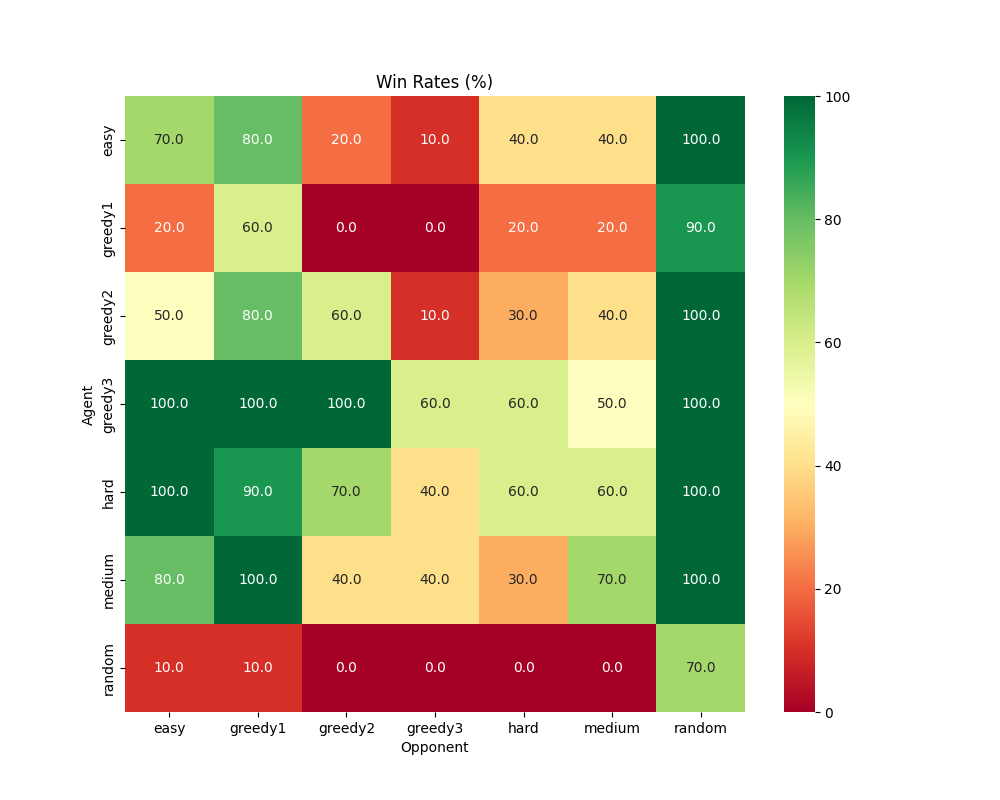 Win Rates (%)
Agent
easy 70.0 80.0 20.0 10.0 40.0 40.0 100.0
greedy1 20.0 60.0 0.0 0.0 20.0 20.0 90.0
greedy2 50.0 80.0 60.0 10.0 30.0 40.0 100.0
greedy3 100.0 100.0 100.0 60.0 60.0 50.0 100.0
hard 100.0 90.0 70.0 40.0 60.0 60.0 100.0
medium 80.0 100.0 40.0 40.0 30.0 70.0 100.0
random 10.0 10.0 0.0 0.0 0.0 0.0 70.0
easy greedy1 greedy2 greedy3 hard medium random
Opponent
100
80
60
40
20
0